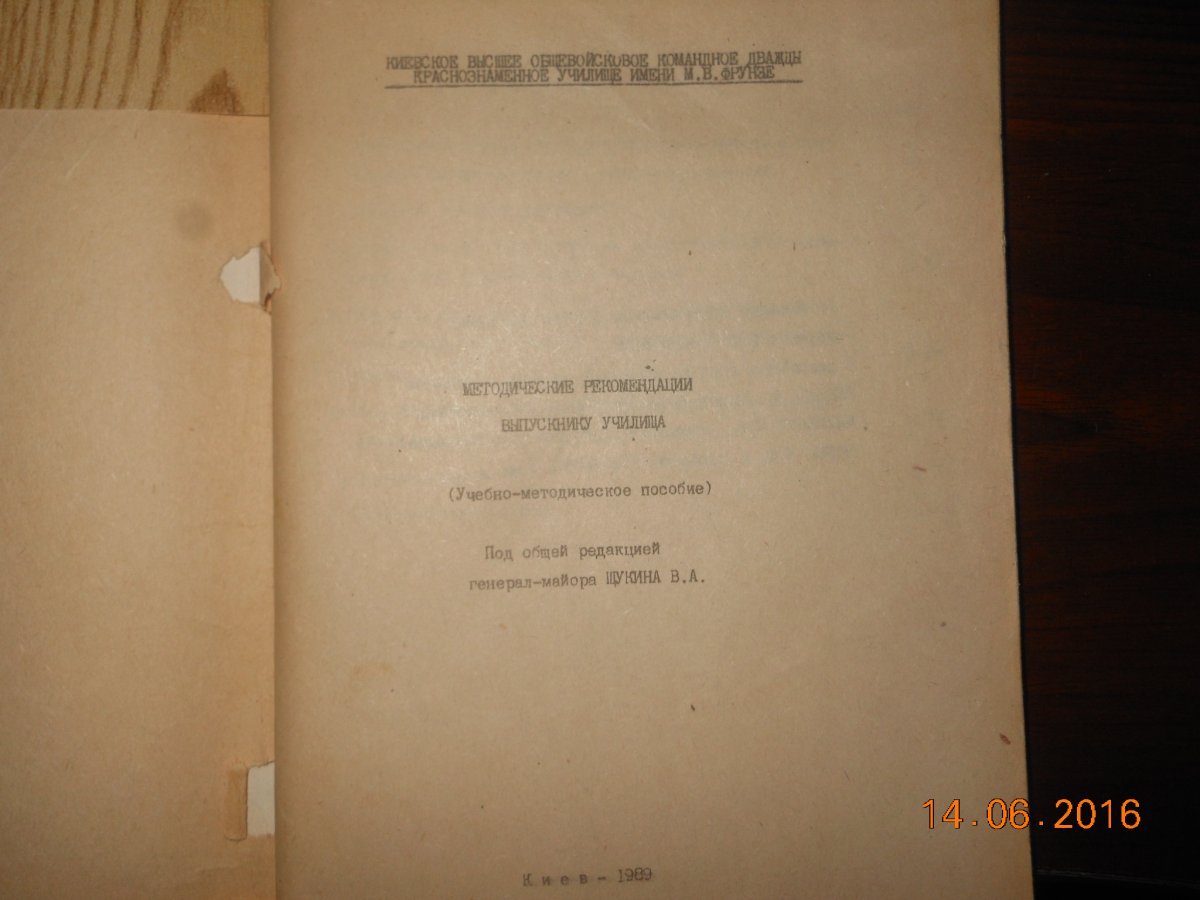 КИЕВСКОЕ ВЫСШЕЕ ОБЩЕВОЙСКОВОЕ КОМАНДНОЕ ДВАЖДЫ
КРАСНОЗНАМЕННОЕ УЧИЛИЩЕ ИМЕНИ М.В.ФРУНЗЕ
МЕТОДИЧЕСКИЕ РЕКОМЕНДАЦИИ
ВЫПУСКНИКУ УЧИЛИЩА
(Учебно-методическое пособие)
Под общей редакцией
генерал-майора ЩУКИНА В.А.
Киев - 1989
14.06.2016